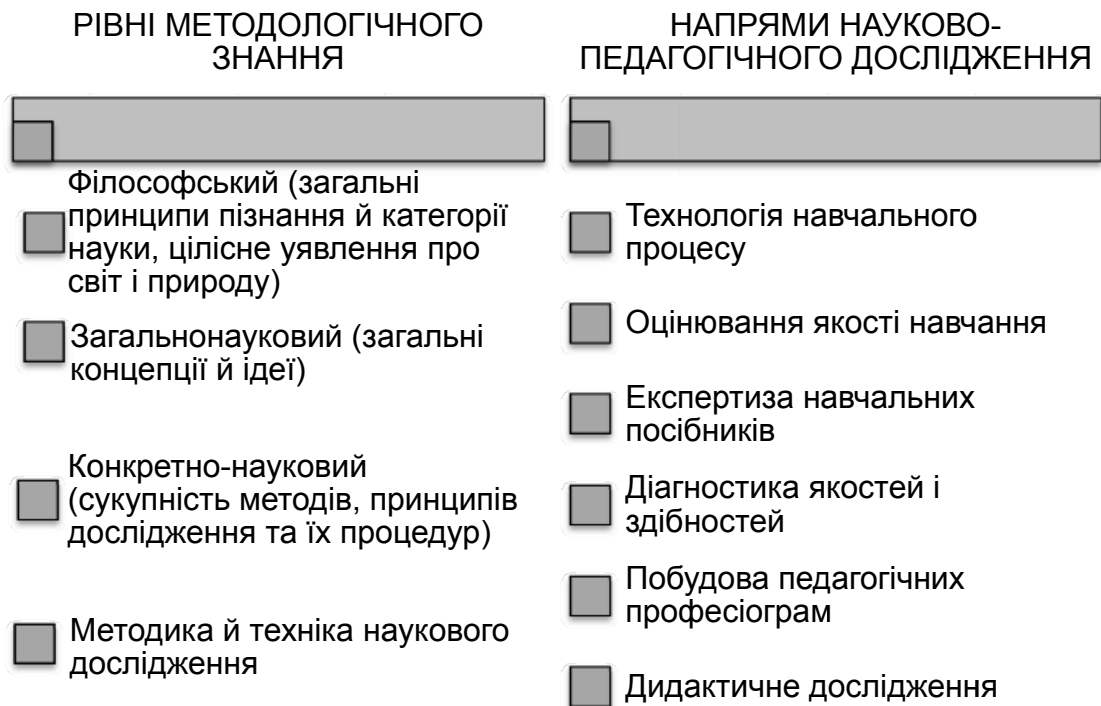 РІВНІ МЕТОДОЛОГІЧНОГО
ЗНАННЯ
Філософський (загальні
принципи пізнання й категорії
науки, цілісне уявлення про
світ і природу)
Загальнонауковий (загальні
концепції й ідеї)
Конкретно-науковий
(сукупність методів, принципів
дослідження та їх процедур)
Методика й техніка наукового
дослідження
НАПРЯМИ НАУКОВО-
ПЕДАГОГІЧНОГО ДОСЛІДЖЕННЯ
Технологія навчального
процесу
Оцінювання якості навчання
Експертиза навчальних
посібників
Діагностика якостей і
здібностей
Побудова педагогічних
професіограм
Дидактичне дослідження